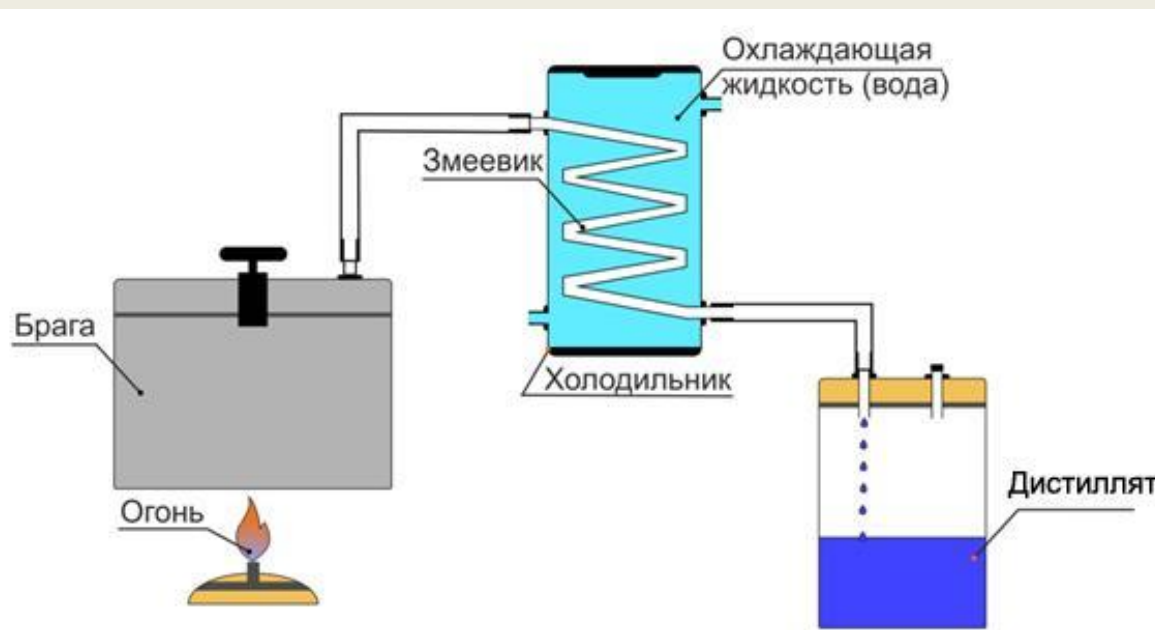 Охлаждающая
жидкость (вода)
Змеевик
Брага
Холодильник
Огонь
Дистиллят